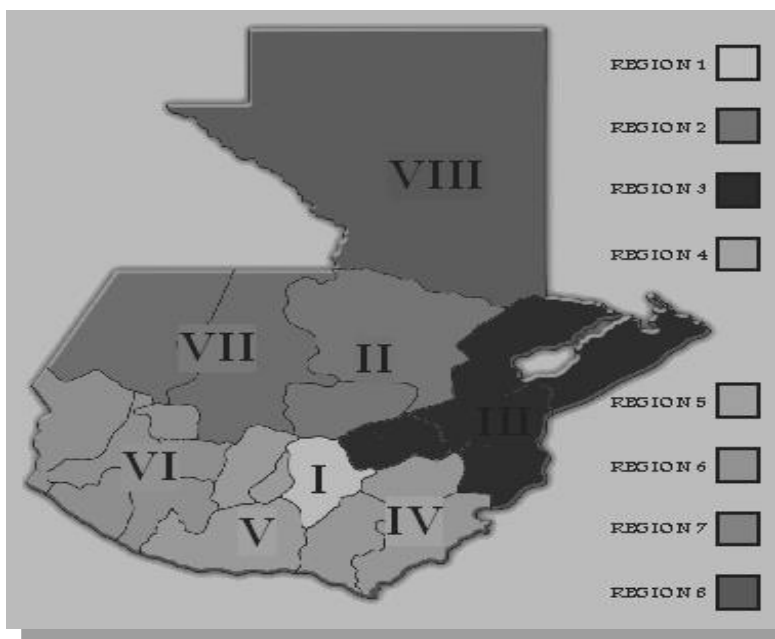 REGION 1
REGION 2
VIII
REGION 3
REGION 4
VII
II
REGION 5
III
VI
REGION 6
I
V
IV
REGION 7
REGION 8